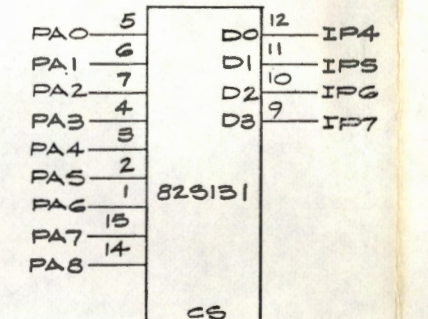 5 12
PA0 D0 IP4
6 11
PA1 D1 IP5
7 10
PA2 D2 IP6
4 9
PA3 D3 IP7
3
PA4
2
PA5
1
PA6 82S131
15
PA7
14
PA8
CS